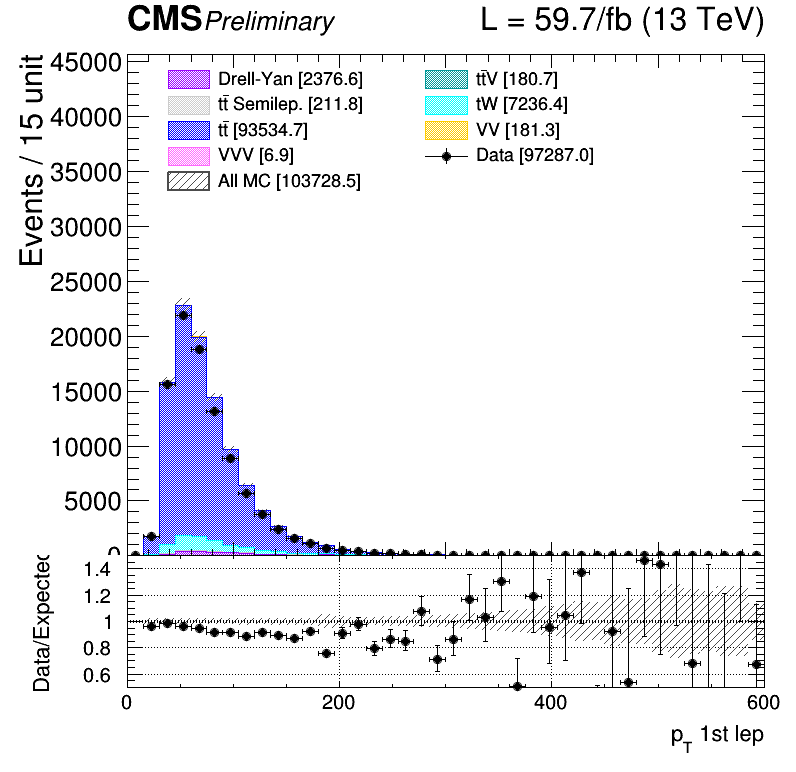 CMS Preliminary L = 59.7/fb (13 TeV)
Events / 15 unit
45000
40000
35000
30000
25000
20000
15000
10000
5000
0
Drell-Yan [2376.6]
tt̄ Semilep. [211.8]
tt̄ [93534.7]
VVV [6.9]
All MC [103728.5]
tt̄V [180.7]
tW [7236.4]
VV [181.3]
Data [97287.0]
Data/Expected
1.4
1.2
1
0.8
0.6
0 200 400 600
p_T 1st lep